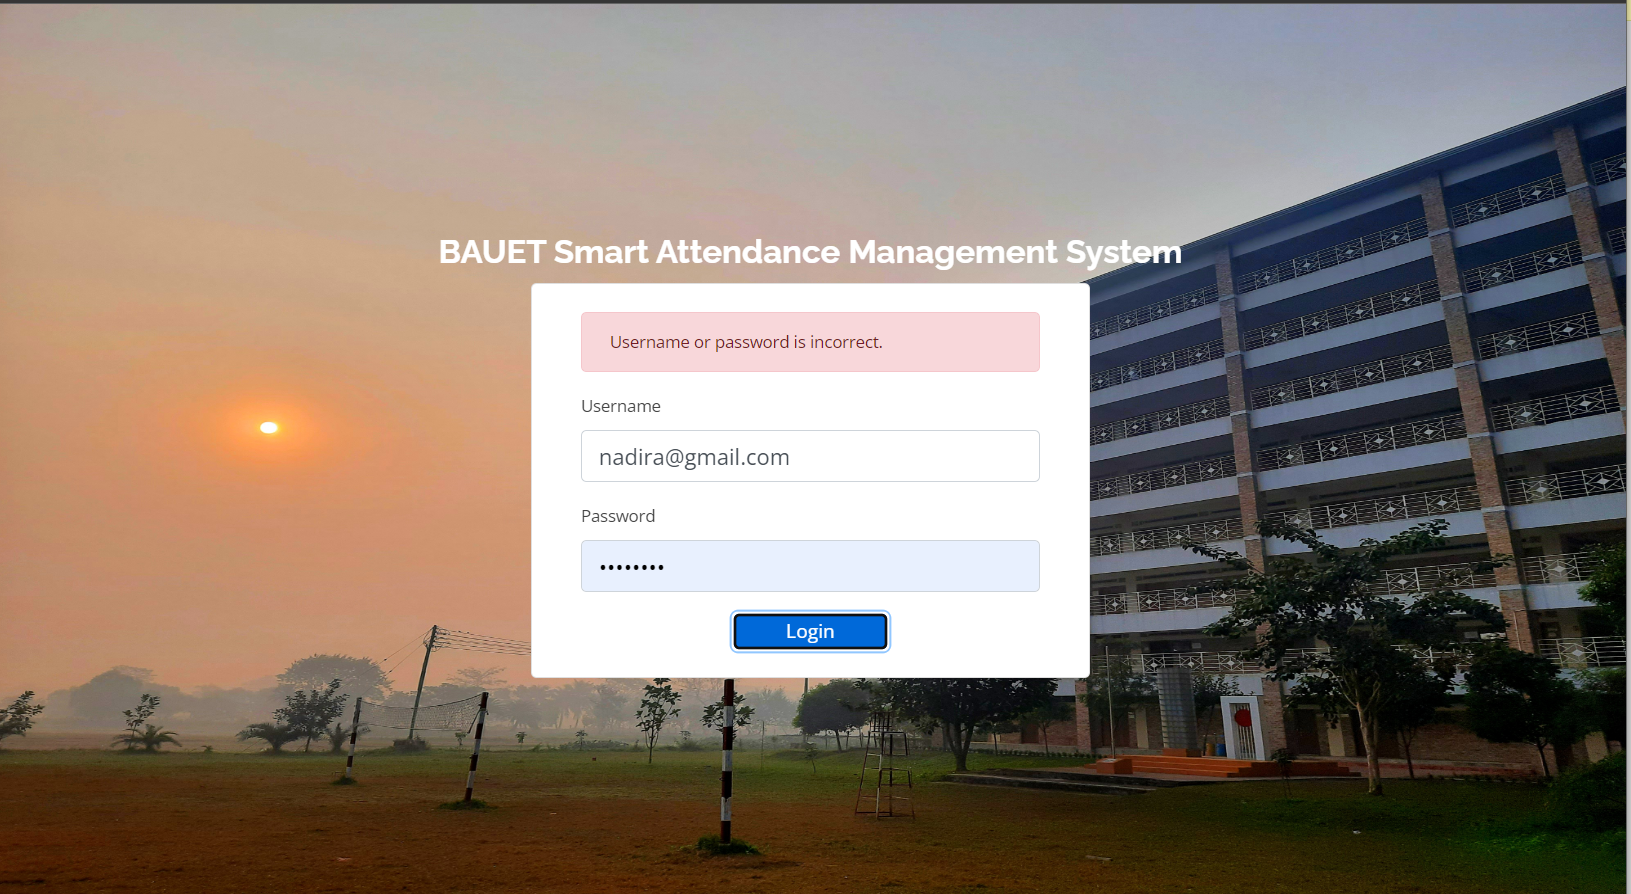 BAUET Smart Attendance Management System
Username or password is incorrect.
Username
nadira@gmail.com
Password
••••••••
Login